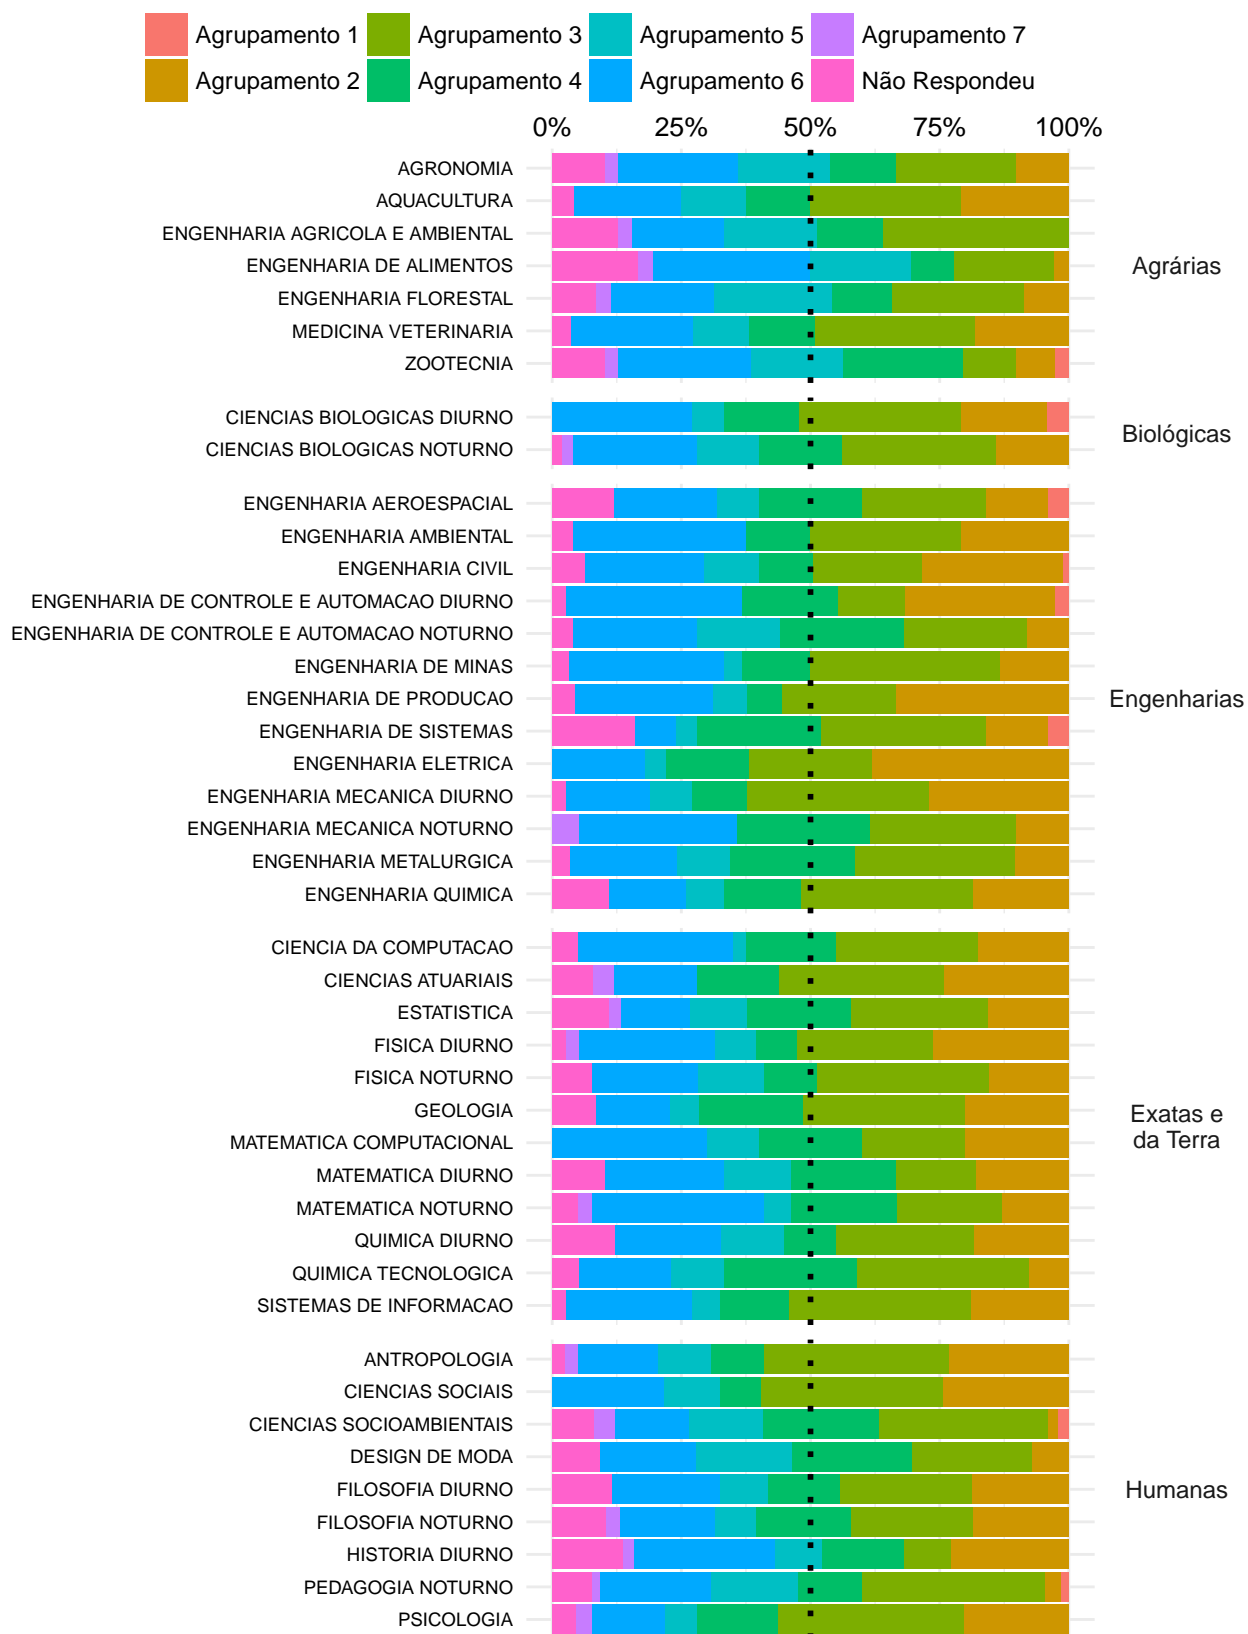 Agrupamento 1 Agrupamento 3 Agrupamento 5 Agrupamento 7
Agrupamento 2 Agrupamento 4 Agrupamento 6 Não Respondeu
0% 25% 50% 75% 100%
AGRONOMIA
AQUACULTURA
ENGENHARIA AGRICOLA E AMBIENTAL
ENGENHARIA DE ALIMENTOS
Agrárias
ENGENHARIA FLORESTAL
MEDICINA VETERINARIA
ZOOTECNIA
CIENCIAS BIOLOGICAS DIURNO
Biológicas
CIENCIAS BIOLOGICAS NOTURNO
ENGENHARIA AEROESPACIAL
ENGENHARIA AMBIENTAL
ENGENHARIA CIVIL
ENGENHARIA DE CONTROLE E AUTOMACAO DIURNO
ENGENHARIA DE CONTROLE E AUTOMACAO NOTURNO
ENGENHARIA DE MINAS
ENGENHARIA DE PRODUCAO
Engenharias
ENGENHARIA DE SISTEMAS
ENGENHARIA ELETRICA
ENGENHARIA MECANICA DIURNO
ENGENHARIA MECANICA NOTURNO
ENGENHARIA METALURGICA
ENGENHARIA QUIMICA
CIENCIA DA COMPUTACAO
CIENCIAS ATUARIAIS
ESTATISTICA
FISICA DIURNO
FISICA NOTURNO
GEOLOGIA
Exatas e
da Terra
MATEMATICA COMPUTACIONAL
MATEMATICA DIURNO
MATEMATICA NOTURNO
QUIMICA DIURNO
QUIMICA TECNOLOGICA
SISTEMAS DE INFORMACAO
ANTROPOLOGIA
CIENCIAS SOCIAIS
CIENCIAS SOCIOAMBIENTAIS
DESIGN DE MODA
FILOSOFIA DIURNO
Humanas
FILOSOFIA NOTURNO
HISTORIA DIURNO
PEDAGOGIA NOTURNO
PSICOLOGIA